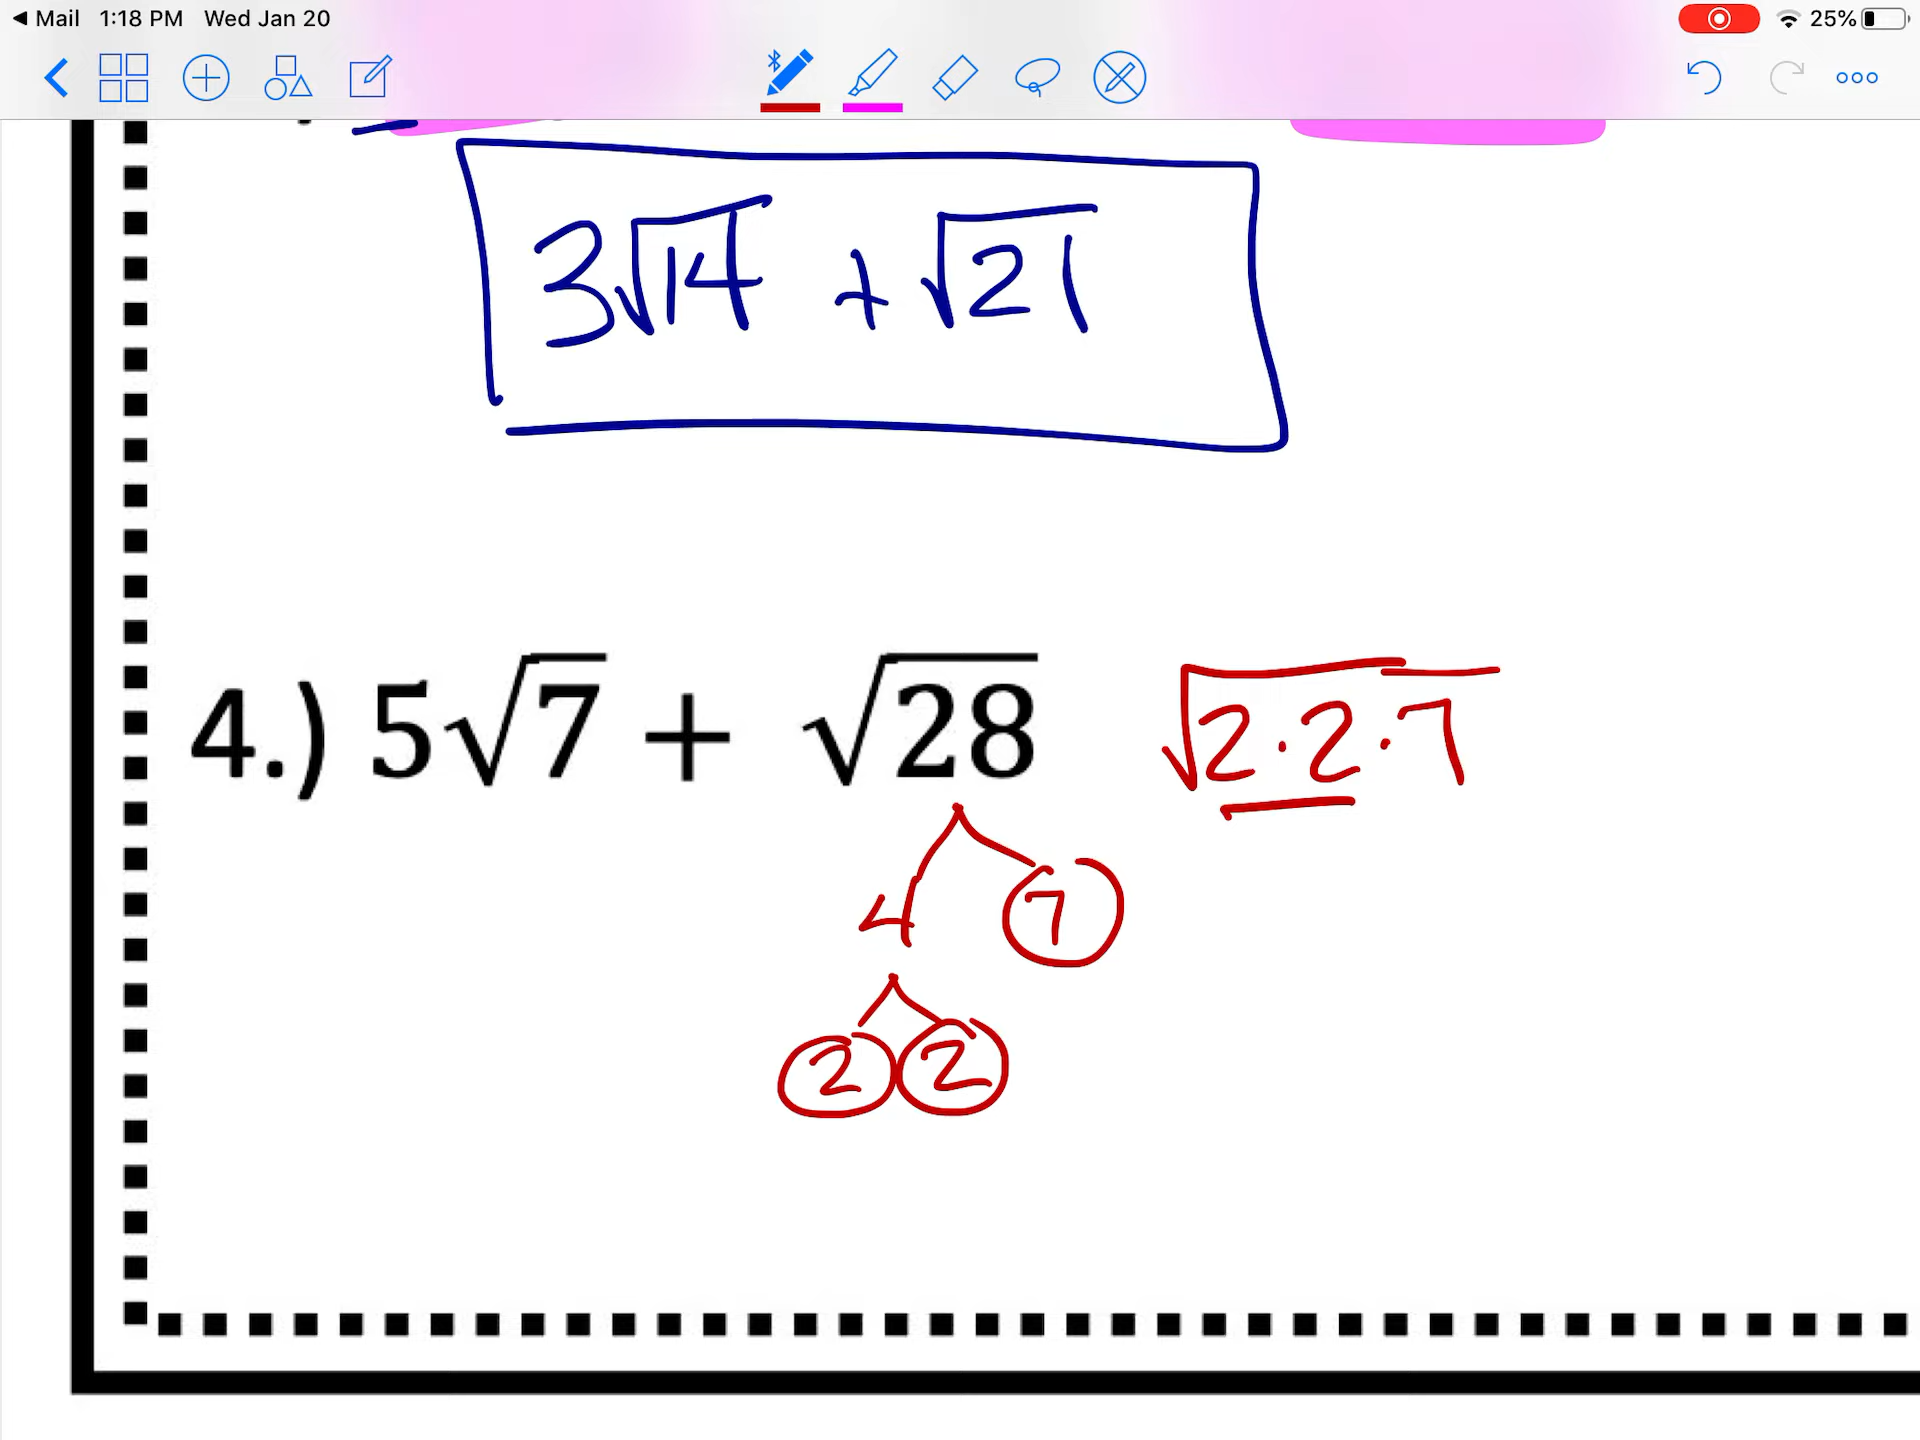 ◀ Mail 1:18 PM Wed Jan 20 25%
3√14 + √21
4.) 5√7 + √28 √2·2·7
4 7
2 2